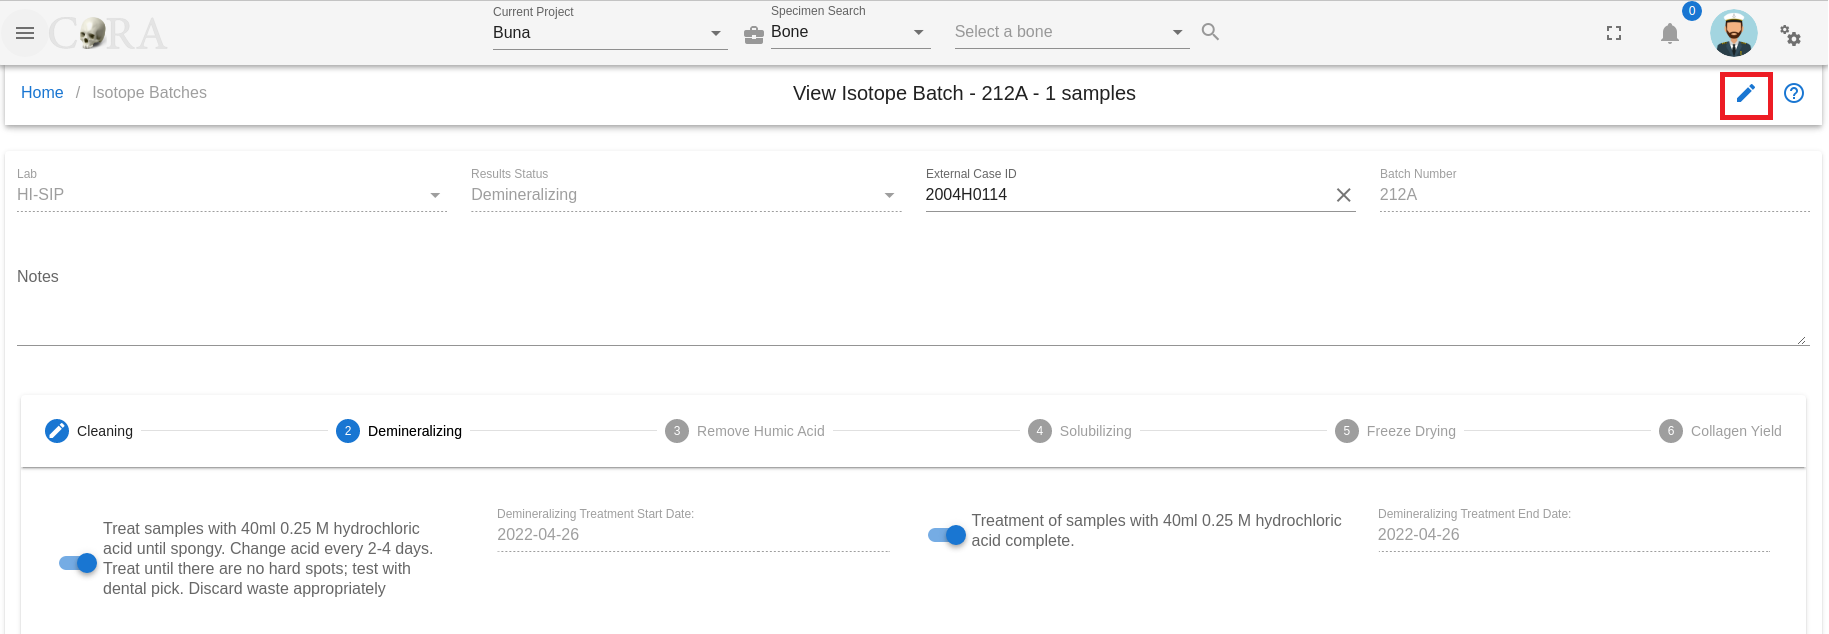 CORA
Current Project
Buna
Specimen Search
Bone
Select a bone
0
Home / Isotope Batches
View Isotope Batch - 212A - 1 samples
Lab
HI-SIP
Results Status
Demineralizing
External Case ID
2004H0114
Batch Number
212A
Notes
Cleaning
2 Demineralizing
3 Remove Humic Acid
4 Solubilizing
5 Freeze Drying
6 Collagen Yield
Treat samples with 40ml 0.25 M hydrochloric
acid until spongy. Change acid every 2-4 days.
Treat until there are no hard spots; test with
dental pick. Discard waste appropriately
Demineralizing Treatment Start Date:
2022-04-26
Treatment of samples with 40ml 0.25 M hydrochloric
acid complete.
Demineralizing Treatment End Date:
2022-04-26